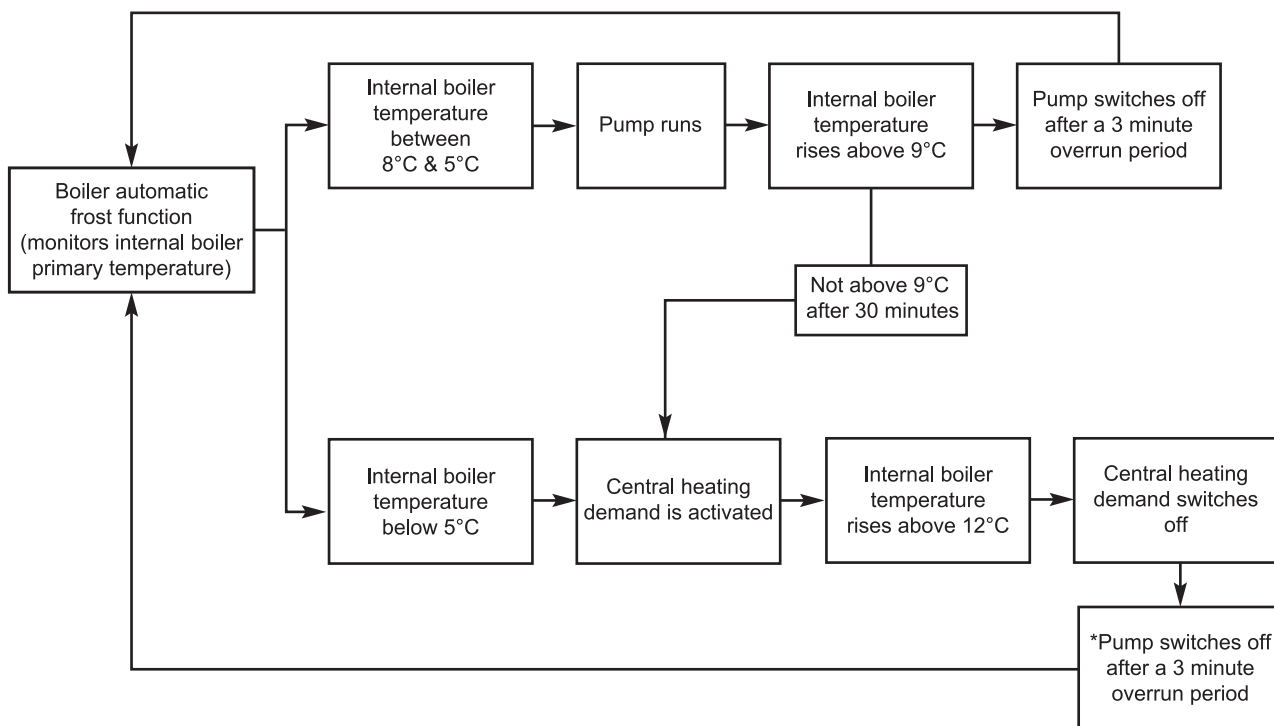 Boiler automatic
frost function
(monitors internal boiler
primary temperature)
Internal boiler
temperature
between
8°C & 5°C
Pump runs
Internal boiler
temperature
rises above 9°C
Pump switches off
after a 3 minute
overrun period
Not above 9°C
after 30 minutes
Internal boiler
temperature
below 5°C
Central heating
demand is activated
Internal boiler
temperature
rises above 12°C
Central heating
demand switches
off
*Pump switches off
after a 3 minute
overrun period